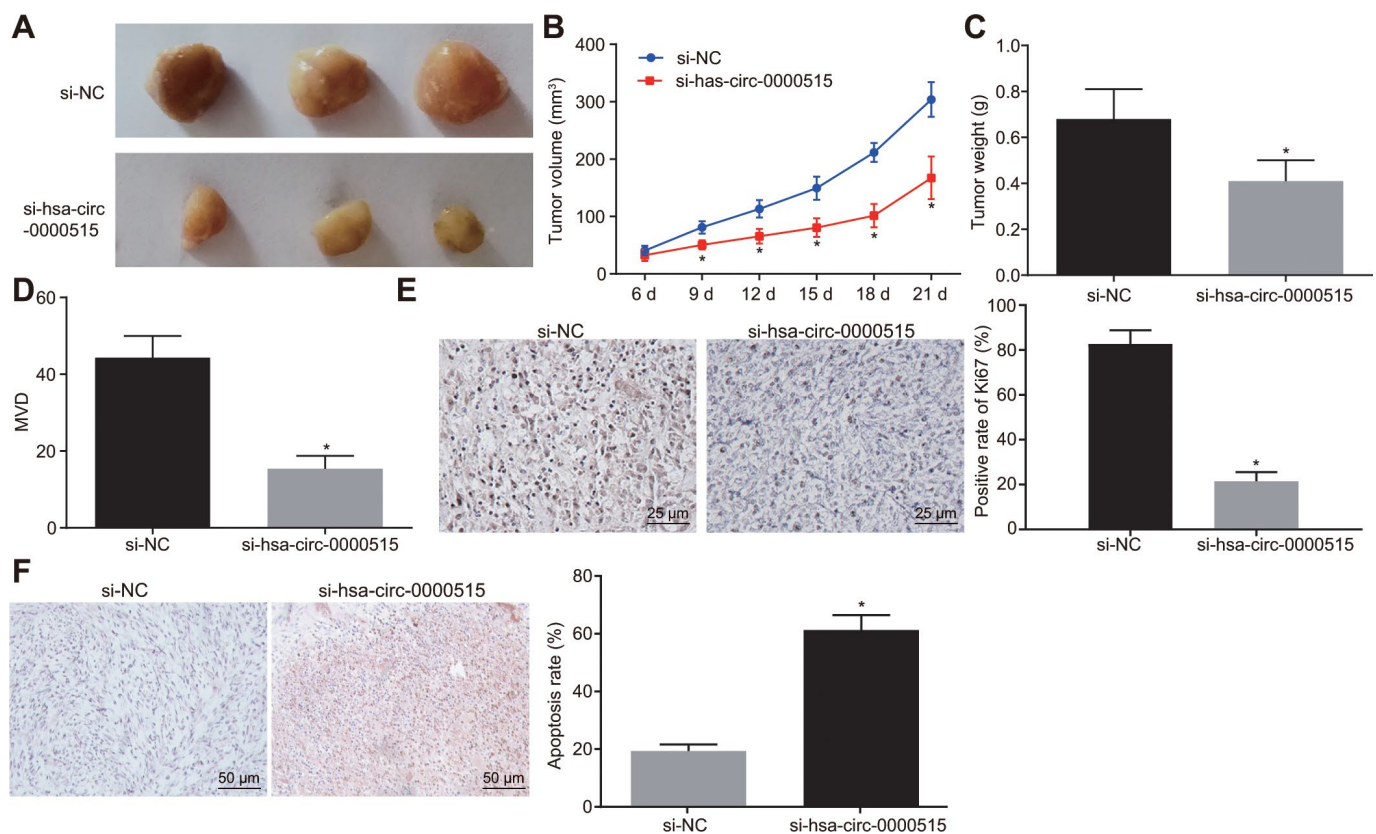 A
si-NC
si-hsa-circ
-0000515
B
Tumor volume (mm³)
400
300
200
100
0
si-NC
si-has-circ-0000515
*
*
*
*
*
6 d
9 d
12 d
15 d
18 d
21 d
C
Tumor weight (g)
1.0
0.8
0.6
0.4
0.2
0.0
*
si-NC
si-hsa-circ-0000515
D
MVD
60
40
20
0
*
si-NC
si-hsa-circ-0000515
E
si-NC
si-hsa-circ-0000515
25 µm
25 µm
Positive rate of Ki67 (%)
100
80
60
40
20
0
*
si-NC
si-hsa-circ-0000515
F
si-NC
si-hsa-circ-0000515
50 µm
50 µm
Apoptosis rate (%)
80
60
40
20
0
*
si-NC
si-hsa-circ-0000515